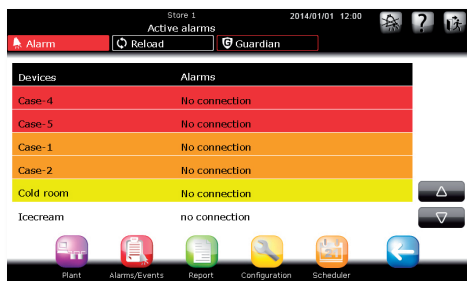 Store 1 2014/01/01 12:00
Active alarms
Alarm Reload Guardian
Devices Alarms
Case-4 No connection
Case-5 No connection
Case-1 No connection
Case-2 No connection
Cold room No connection
Icecream no connection
Plant Alarms/Events Report Configuration Scheduler